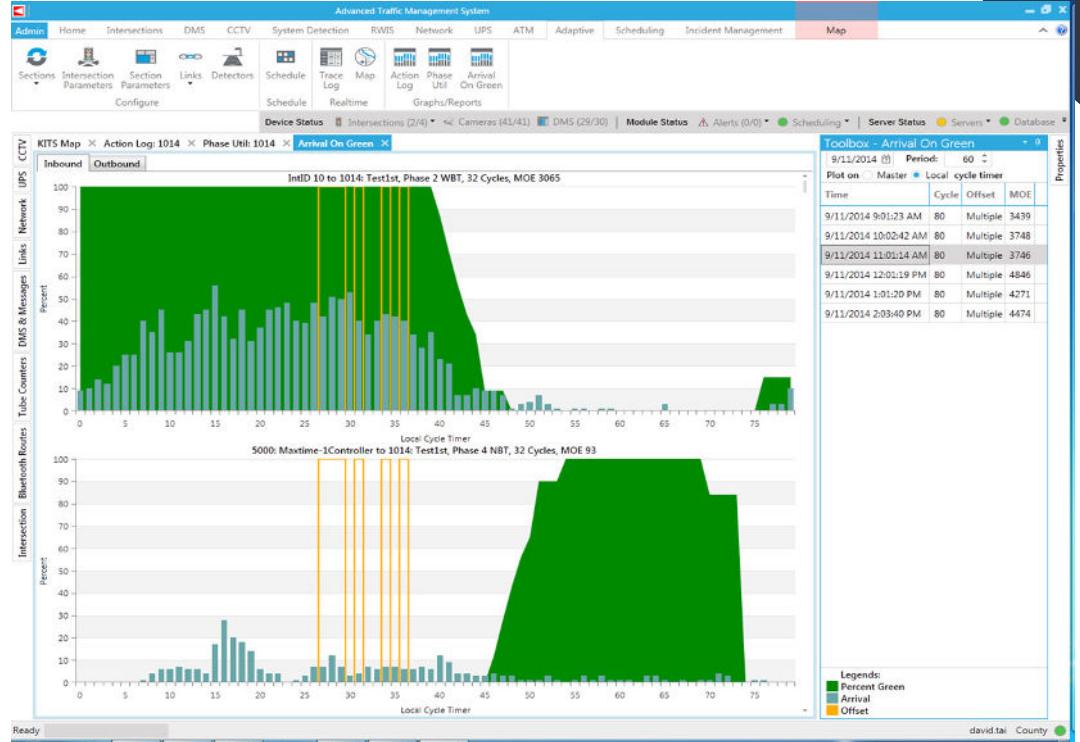 Advanced Traffic Management System
Admin Home Intersections DMS CCTV System Detection RWIS Network UPS ATM Adaptive Scheduling Incident Management Map
Sections Intersection Parameters Section Parameters Links Detectors Schedule Trace Log Map Action Log Phase Util Arrival On Green
Configure Schedule Realtime Graphs/Reports
Device Status Intersections (2/4) Cameras (41/41) DMS (29/30) Module Status Alerts (0/0) Scheduling Server Status Servers Database
KITS Map × Action Log: 1014 × Phase Util: 1014 × Arrival On Green ×
Inbound Outbound
IntID 10 to 1014: Test1st, Phase 2 WBT, 32 Cycles, MOE 3065
Percent
100
90
80
70
60
50
40
30
20
10
0
0 5 10 15 20 25 30 35 40 45 50 55 60 65 70 75
Local Cycle Timer
5000: Maxtime-1Controller to 1014: Test1st, Phase 4 NBT, 32 Cycles, MOE 93
Percent
100
90
80
70
60
50
40
30
20
10
0
0 5 10 15 20 25 30 35 40 45 50 55 60 65 70 75
Local Cycle Timer
CCTV
UPS
Network
Links
DMS & Messages
Tube Counters
Bluetooth Routes
Intersection
Toolbox - Arrival On Green
9/11/2014 Period: 60
Plot on Master Local cycle timer
Time Cycle Offset MOE
9/11/2014 9:01:23 AM 80 Multiple 3439
9/11/2014 10:02:42 AM 80 Multiple 3748
9/11/2014 11:01:14 AM 80 Multiple 3746
9/11/2014 12:01:19 PM 80 Multiple 4846
9/11/2014 1:01:20 PM 80 Multiple 4271
9/11/2014 2:03:40 PM 80 Multiple 4474
Legends:
Percent Green
Arrival
Offset
Properties
Ready david.tai County